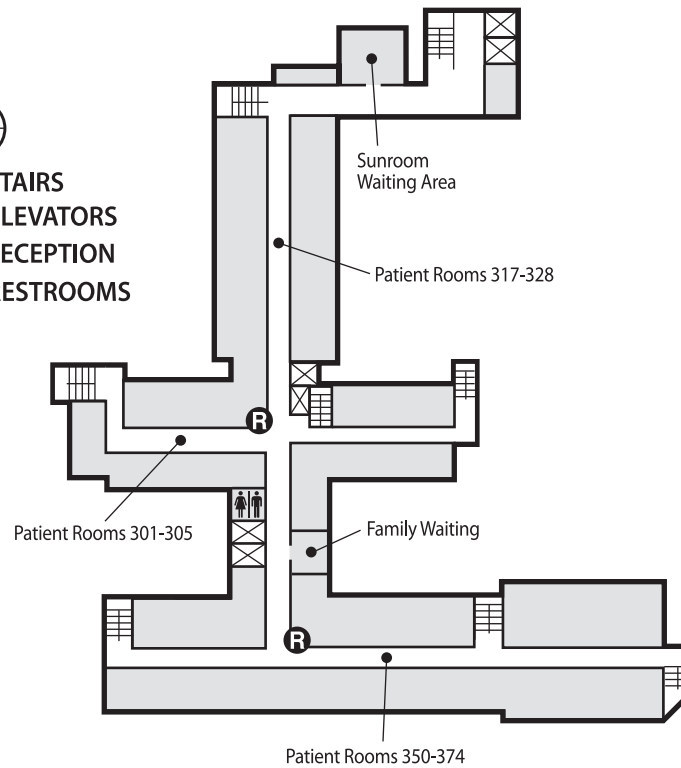 Sunroom
Waiting Area
TAIRS
LEVATORS
ECEPTION
ESTROOMS
Patient Rooms 317-328
R
Patient Rooms 301-305
Family Waiting
R
Patient Rooms 350-374